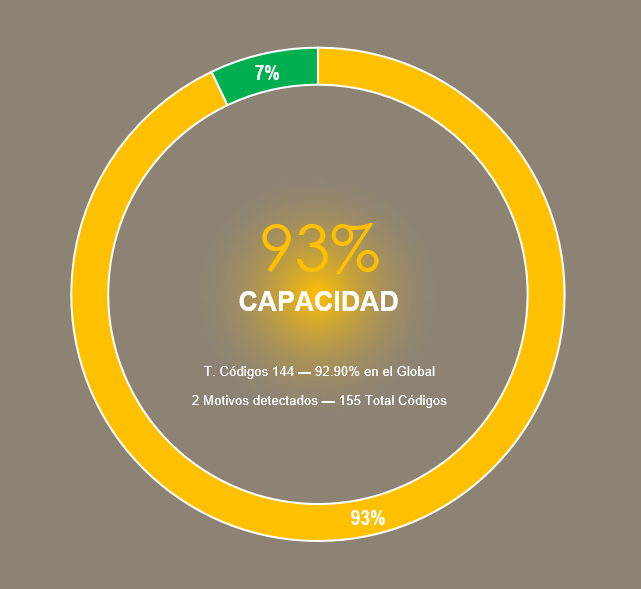 7%
93%
CAPACIDAD
T. Códigos 144 — 92.90% en el Global
2 Motivos detectados — 155 Total Códigos
93%